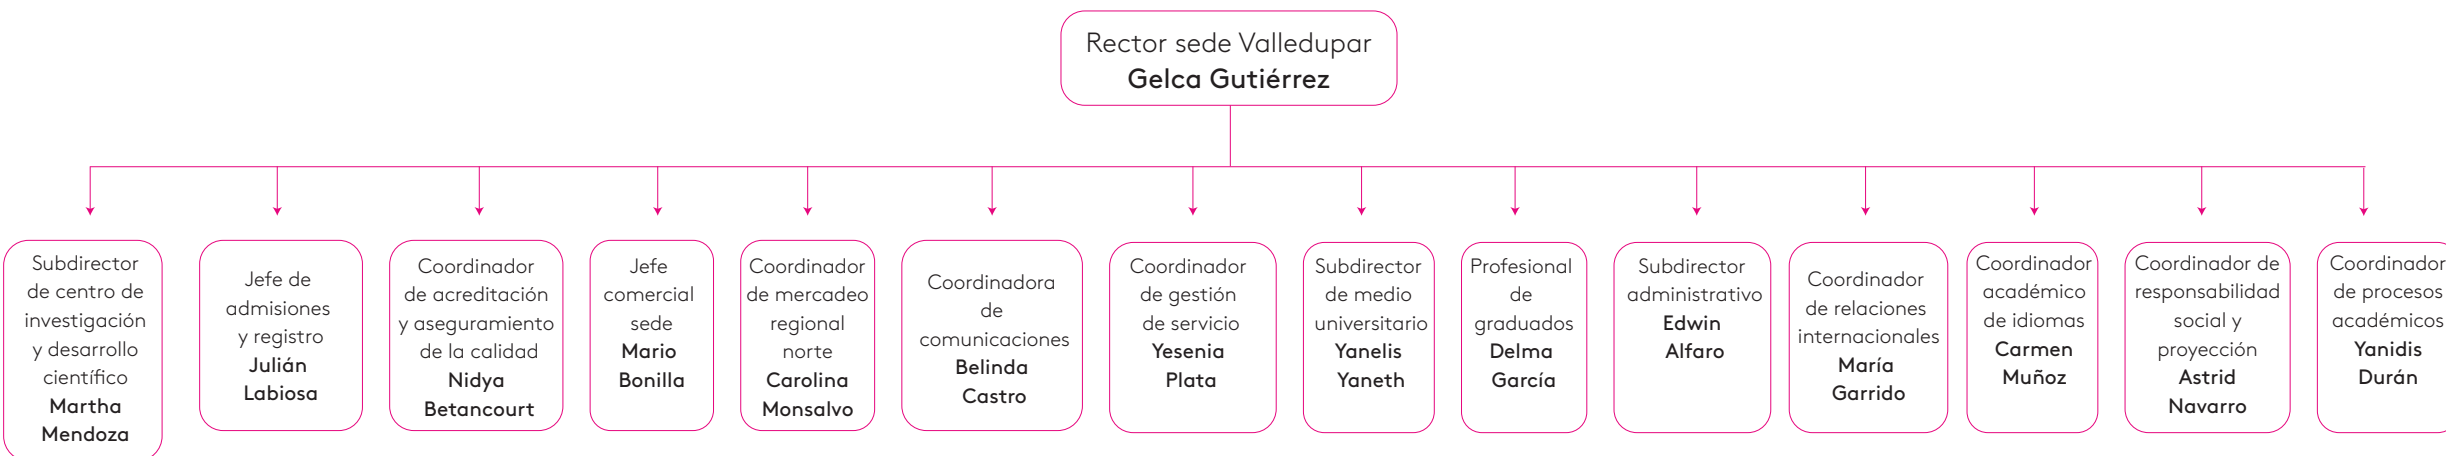 Rector sede Valledupar
Gelca Gutiérrez
Subdirector
de centro de
investigación
y desarrollo
científico
Martha
Mendoza
Jefe de
admisiones
y registro
Julián
Labiosa
Coordinador
de acreditación
y aseguramiento
de la calidad
Nidya
Betancourt
Jefe
comercial
sede
Mario
Bonilla
Coordinador
de mercadeo
regional
norte
Carolina
Monsalvo
Coordinadora
de
comunicaciones
Belinda
Castro
Coordinador
de gestión
de servicio
Yesenia
Plata
Subdirector
de medio
universitario
Yanelis
Yaneth
Profesional
de
graduados
Delma
García
Subdirector
administrativo
Edwin
Alfaro
Coordinador
de relaciones
internacionales
María
Garrido
Coordinador
académico
de idiomas
Carmen
Muñoz
Coordinador de
responsabilidad
social y
proyección
Astrid
Navarro
Coordinador
de procesos
académicos
Yanidis
Durán